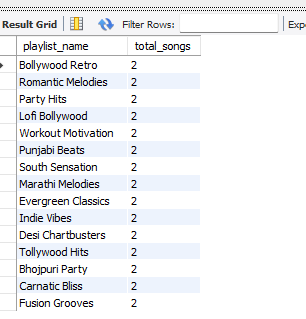 Result Grid Filter Rows: Expo
playlist_name total_songs
Bollywood Retro 2
Romantic Melodies 2
Party Hits 2
Lofi Bollywood 2
Workout Motivation 2
Punjabi Beats 2
South Sensation 2
Marathi Melodies 2
Evergreen Classics 2
Indie Vibes 2
Desi Chartbusters 2
Tollywood Hits 2
Bhojpuri Party 2
Carnatic Bliss 2
Fusion Grooves 2